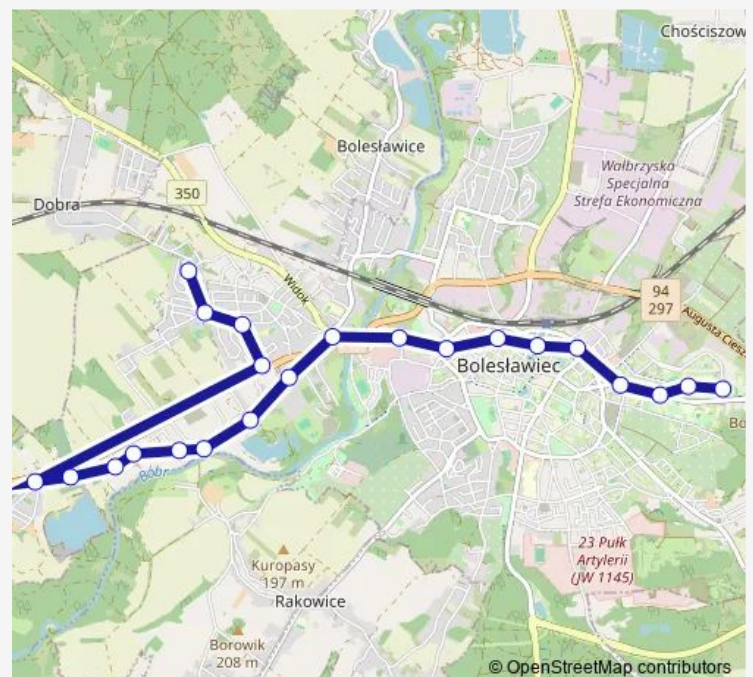 Chościszow
Bolesławice
Wałbrzyska
Specjalna
Strefa Ekonomiczna
350
Dobra
Widok
94
297
Augusta Ciesz
Bolesławiec
Bo
Bóbr
23 Pułk
Artylerii
(JW 1145)
Kuropasy
197 m
Rakowice
Borowik
208 m
© OpenStreetMap contributors